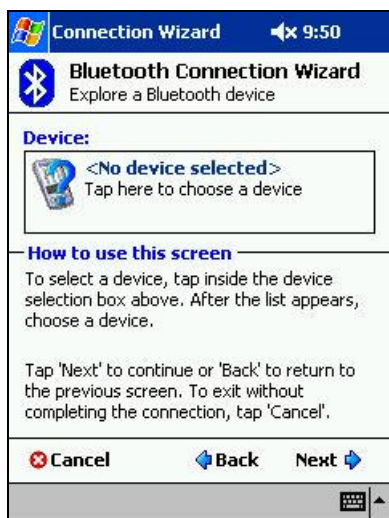 Connection Wizard 9:50
Bluetooth Connection Wizard
Explore a Bluetooth device
Device:
<No device selected>
Tap here to choose a device
How to use this screen
To select a device, tap inside the device
selection box above. After the list appears,
choose a device.
Tap 'Next' to continue or 'Back' to return to
the previous screen. To exit without
completing the connection, tap 'Cancel'.
Cancel Back Next